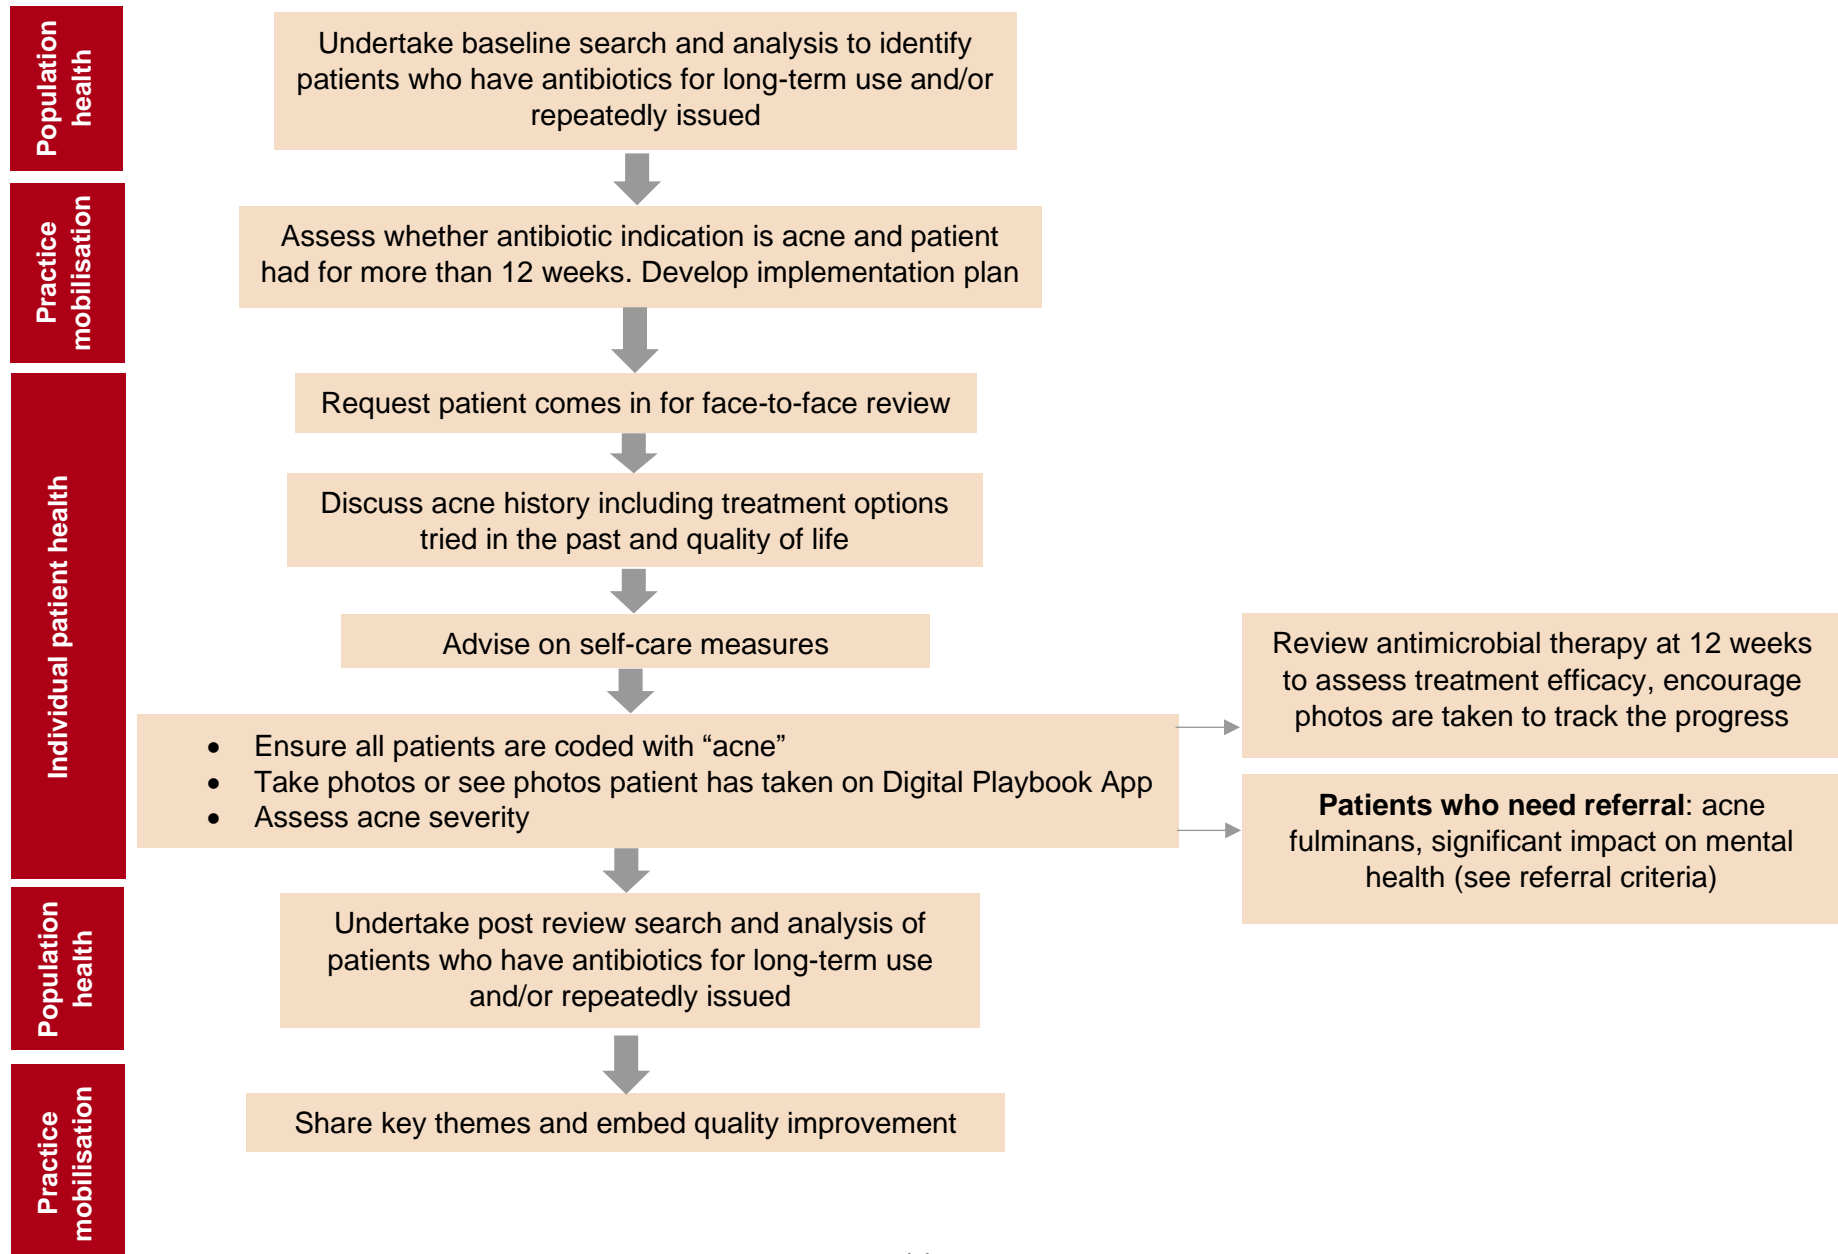 Population
health
Undertake baseline search and analysis to identify
patients who have antibiotics for long-term use and/or
repeatedly issued
Practice
mobilisation
Assess whether antibiotic indication is acne and patient
had for more than 12 weeks. Develop implementation plan
Individual patient health
Request patient comes in for face-to-face review
Discuss acne history including treatment options
tried in the past and quality of life
Advise on self-care measures
• Ensure all patients are coded with “acne”
• Take photos or see photos patient has taken on Digital Playbook App
• Assess acne severity
Review antimicrobial therapy at 12 weeks
to assess treatment efficacy, encourage
photos are taken to track the progress
Patients who need referral: acne
fulminans, significant impact on mental
health (see referral criteria)
Population
health
Undertake post review search and analysis of
patients who have antibiotics for long-term use
and/or repeatedly issued
Practice
mobilisation
Share key themes and embed quality improvement